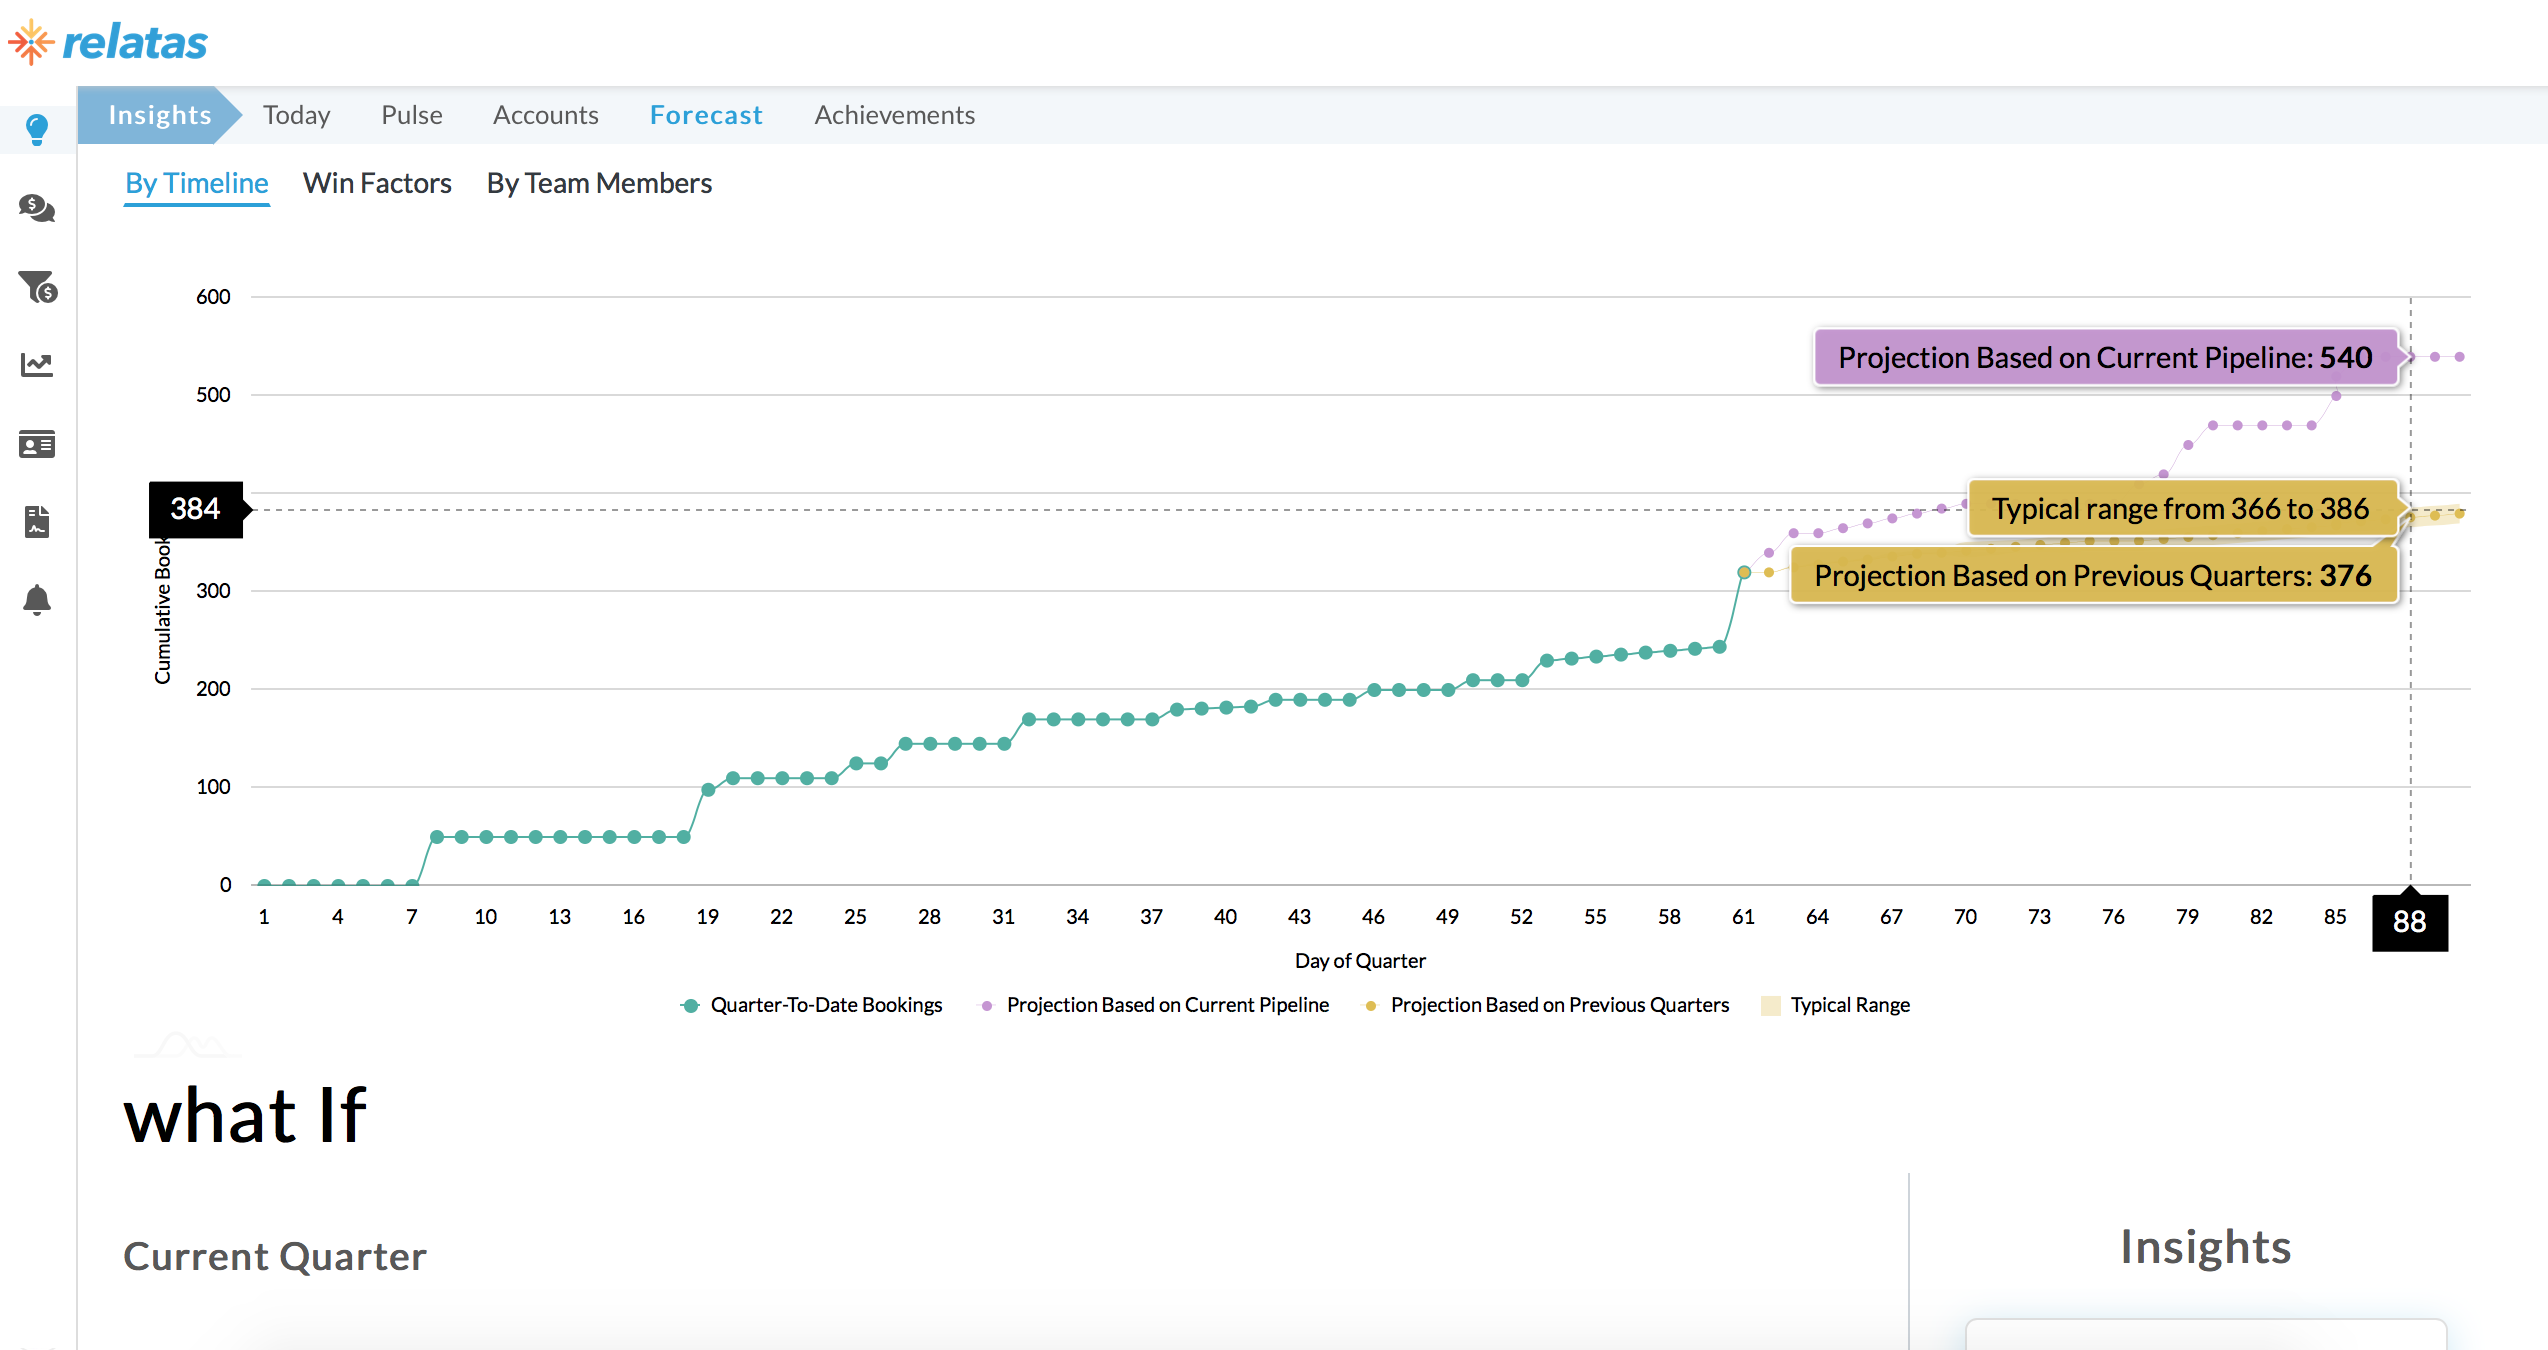 relatas
Insights Today Pulse Accounts Forecast Achievements
By Timeline Win Factors By Team Members
600
Projection Based on Current Pipeline: 540
500
384
Typical range from 366 to 386
Projection Based on Previous Quarters: 376
300
Cumulative Book
200
100
0
1 4 7 10 13 16 19 22 25 28 31 34 37 40 43 46 49 52 55 58 61 64 67 70 73 76 79 82 85 88
Day of Quarter
Quarter-To-Date Bookings Projection Based on Current Pipeline Projection Based on Previous Quarters Typical Range
what If
Current Quarter
Insights